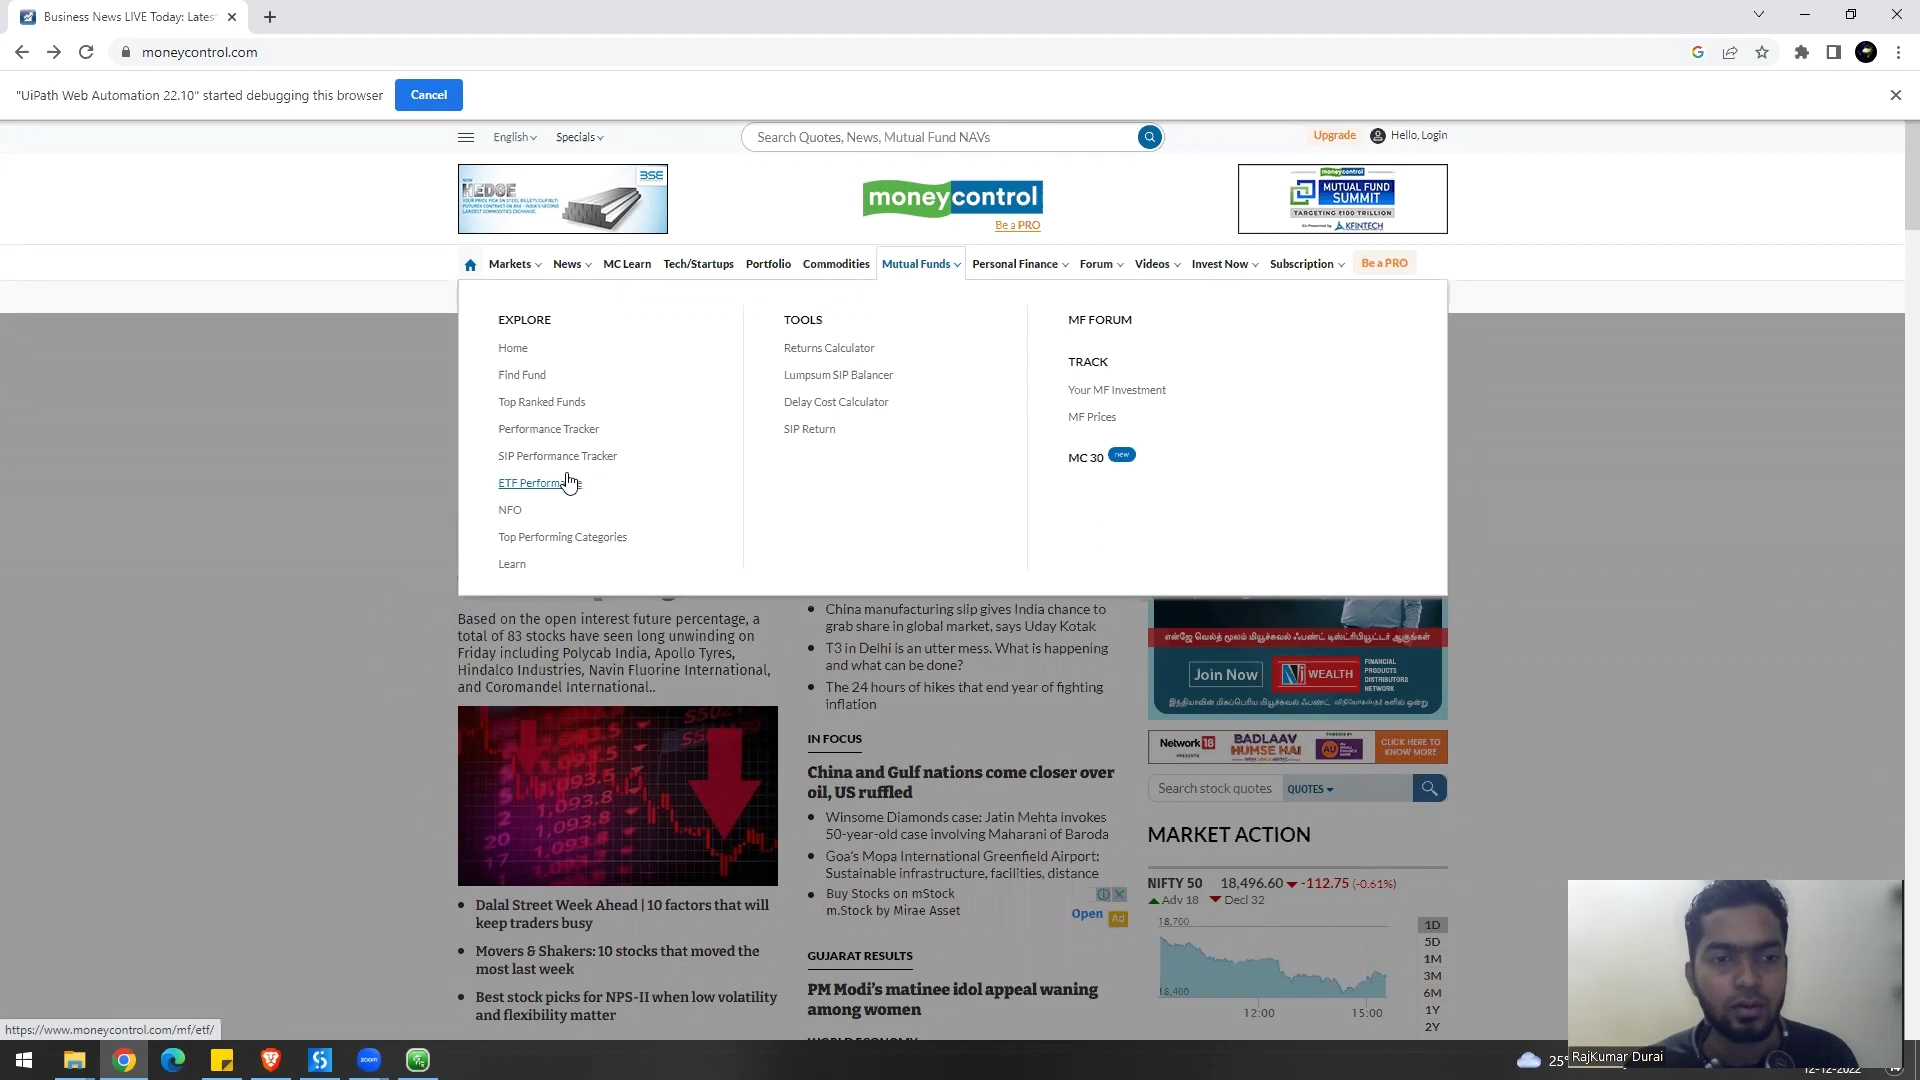 Business News LIVE Today: Lates
moneycontrol.com
"UiPath Web Automation 22.10" started debugging this browser
Cancel
English
Specials
Search Quotes, News, Mutual Fund NAVs
Upgrade
Hello, Login
BSE
HEDGE
moneycontrol
Be a PRO
moneycontrol
MUTUAL FUND
SUMMIT
TARGETING ₹100 TRILLION
KFINTECH
Markets
News
MC Learn
Tech/Startups
Portfolio
Commodities
Mutual Funds
Personal Finance
Forum
Videos
Invest Now
Subscription
Be a PRO
EXPLORE
Home
Find Fund
Top Ranked Funds
Performance Tracker
SIP Performance Tracker
ETF Performance
NFO
Top Performing Categories
Learn
TOOLS
Returns Calculator
Lumpsum SIP Balancer
Delay Cost Calculator
SIP Return
MF FORUM
TRACK
Your MF Investment
MF Prices
MC 30 new
Based on the open interest future percentage, a
total of 83 stocks have seen long unwinding on
Friday including Polycab India, Apollo Tyres,
Hindalco Industries, Navin Fluorine International,
and Coromandel International..
Dalal Street Week Ahead | 10 factors that will
keep traders busy
Movers & Shakers: 10 stocks that moved the
most last week
Best stock picks for NPS-II when low volatility
and flexibility matter
China manufacturing slip gives India chance to
grab share in global market, says Uday Kotak
T3 in Delhi is an utter mess. What is happening
and what can be done?
The 24 hours of hikes that end year of fighting
inflation
IN FOCUS
China and Gulf nations come closer over
oil, US ruffled
Winsome Diamonds case: Jatin Mehta invokes
50-year-old case involving Maharani of Baroda
Goa's Mopa International Greenfield Airport:
Sustainable infrastructure, facilities, distance
Buy Stocks on mStock
m.Stock by Mirae Asset
Open
Ad
GUJARAT RESULTS
PM Modi's matinee idol appeal waning
among women
Join Now
WEALTH
FINANCIAL
PRODUCTS
DISTRIBUTORS
NETWORK
Network 18
PRESENTS
BADLAAV
HUMSE HAI
AU
CLICK HERE TO
KNOW MORE
Search stock quotes
QUOTES
MARKET ACTION
NIFTY 50 18,496.60 -112.75 (-0.61%)
Adv 18 Decl 32
18,700
18,400
12:00
15:00
1D
5D
1M
3M
6M
1Y
2Y
https://www.moneycontrol.com/mf/etf/
zoom
25°
RajKumar Durai
12-12-2022